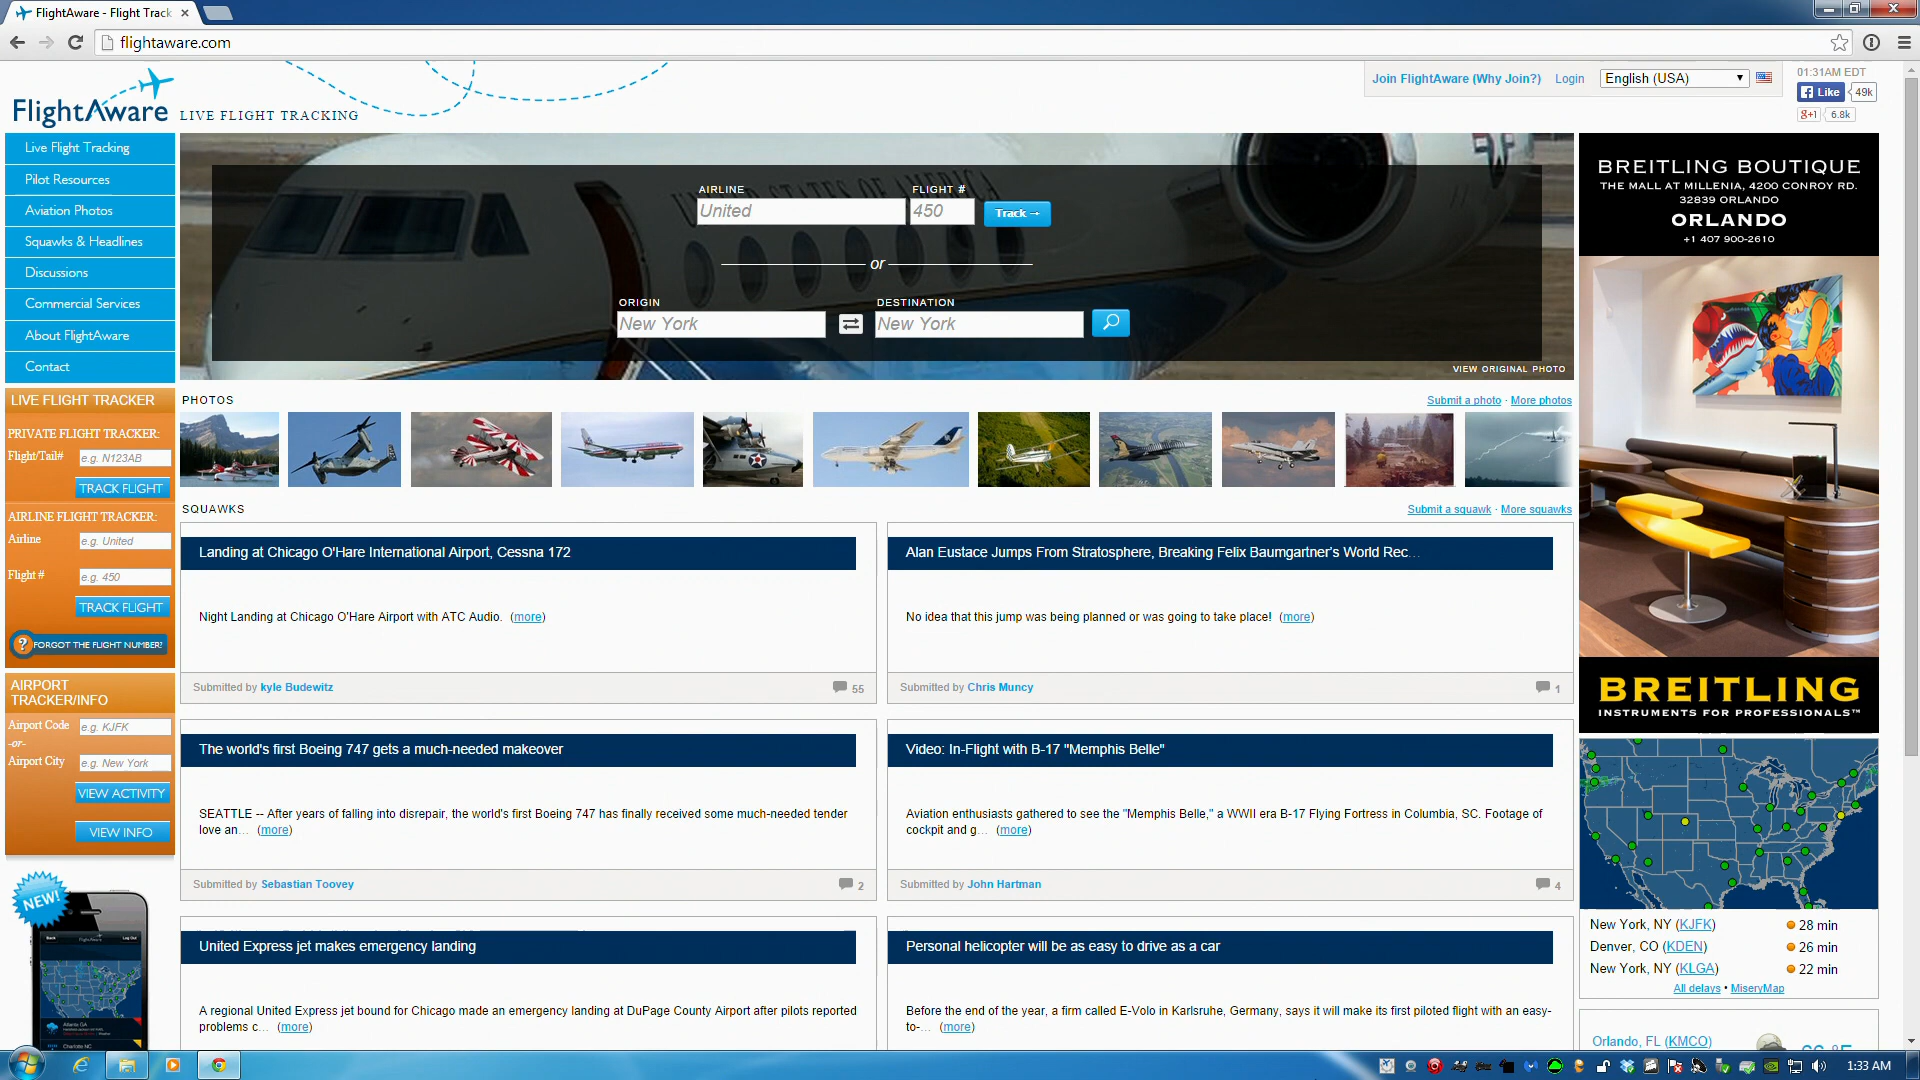 FlightAware - Flight Track
flightaware.com
FlightAware
LIVE FLIGHT TRACKING
Join FlightAware (Why Join?)
Login
English (USA)
01:31AM EDT
Like
49k
g+1
6.8k
Live Flight Tracking
Pilot Resources
Aviation Photos
Squawks & Headlines
Discussions
Commercial Services
About FlightAware
Contact
AIRLINE
FLIGHT #
United
450
Track →
or
ORIGIN
DESTINATION
New York
New York
VIEW ORIGINAL PHOTO
LIVE FLIGHT TRACKER
PRIVATE FLIGHT TRACKER:
Flight/Tail#
e.g. N123AB
TRACK FLIGHT
AIRLINE FLIGHT TRACKER:
Airline
e.g. United
Flight #
e.g. 450
TRACK FLIGHT
? FORGOT THE FLIGHT NUMBER?
AIRPORT
TRACKER/INFO
Airport Code
e.g. KJFK
-or-
Airport City
e.g. New York
VIEW ACTIVITY
VIEW INFO
NEW!
PHOTOS
Submit a photo · More photos
SQUAWKS
Submit a squawk · More squawks
Landing at Chicago O'Hare International Airport, Cessna 172
Night Landing at Chicago O'Hare Airport with ATC Audio. (more)
Submitted by kyle Budewitz
55
Alan Eustace Jumps From Stratosphere, Breaking Felix Baumgartner's World Rec...
No idea that this jump was being planned or was going to take place! (more)
Submitted by Chris Muncy
1
The world's first Boeing 747 gets a much-needed makeover
SEATTLE -- After years of falling into disrepair, the world's first Boeing 747 has finally received some much-needed tender
love an... (more)
Submitted by Sebastian Toovey
2
Video: In-Flight with B-17 "Memphis Belle"
Aviation enthusiasts gathered to see the "Memphis Belle," a WWII era B-17 Flying Fortress in Columbia, SC. Footage of
cockpit and g... (more)
Submitted by John Hartman
4
United Express jet makes emergency landing
A regional United Express jet bound for Chicago made an emergency landing at DuPage County Airport after pilots reported
problems c... (more)
Personal helicopter will be as easy to drive as a car
Before the end of the year, a firm called E-Volo in Karlsruhe, Germany, says it will make its first piloted flight with an easy-
to-... (more)
BREITLING BOUTIQUE
THE MALL AT MILLENIA, 4200 CONROY RD.
32839 ORLANDO
ORLANDO
+1 407 900-2610
BREITLING
INSTRUMENTS FOR PROFESSIONALS™
New York, NY (KJFK)
28 min
Denver, CO (KDEN)
26 min
New York, NY (KLGA)
22 min
All delays • MiseryMap
Orlando, FL (KMCO)
1:33 AM